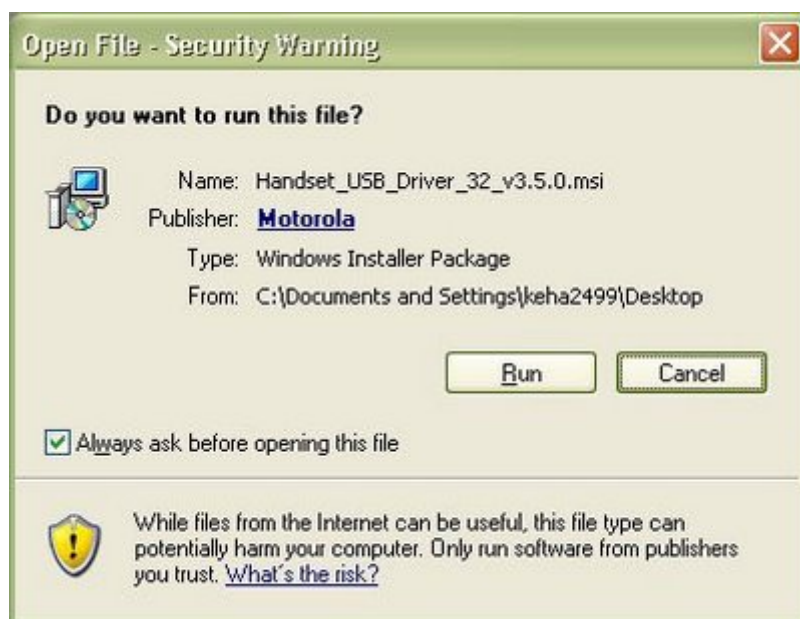 Open File - Security Warning
Do you want to run this file?
Name: Handset_USB_Driver_32_v3.5.0.msi
Publisher: Motorola
Type: Windows Installer Package
From: C:\Documents and Settings\keha2499\Desktop
Run Cancel
Always ask before opening this file
While files from the Internet can be useful, this file type can
potentially harm your computer. Only run software from publishers
you trust. What's the risk?